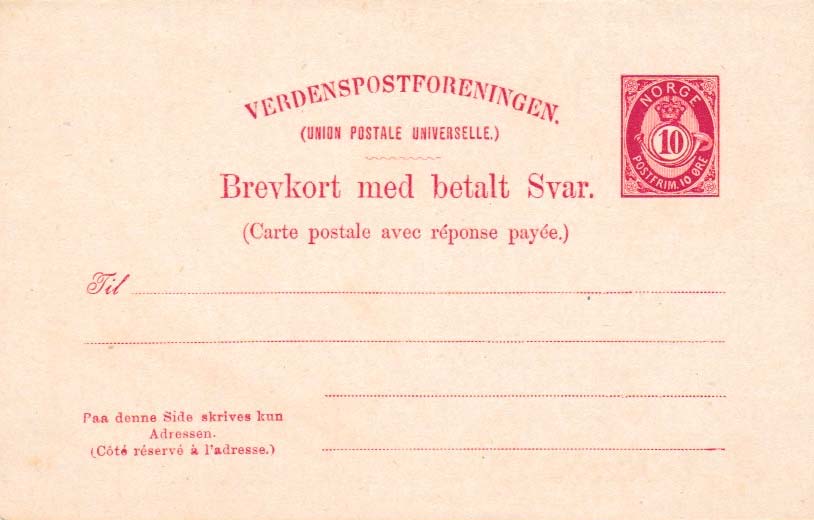 VERDENSPOSTFORENINGEN.
(UNION POSTALE UNIVERSELLE.)
Brevkort med betalt Svar.
(Carte postale avec réponse payée.)
NORGE
10
POSTFRIM. 10 ØRE
Til
Paa denne Side skrives kun
Adressen.
(Côté réservé à l'adresse.)